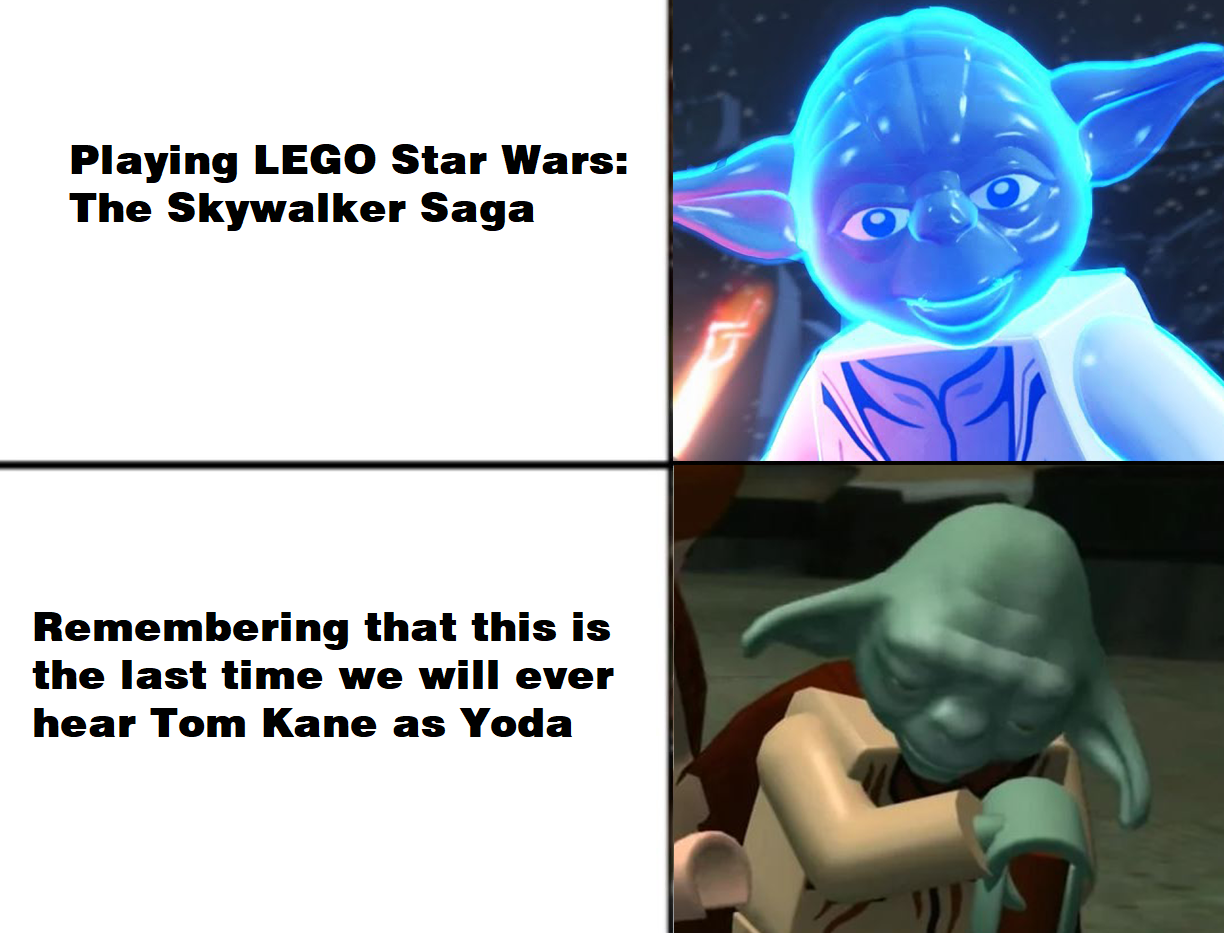 Playing LEGO Star Wars:
The Skywalker Saga
Remembering that this is
the last time we will ever
hear Tom Kane as Yoda